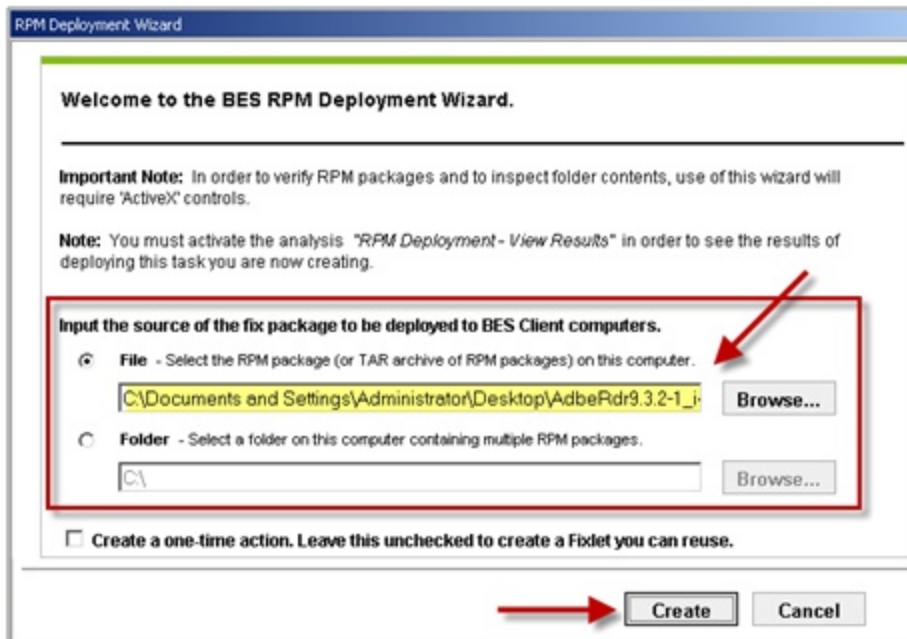 RPM Deployment Wizard
Welcome to the BES RPM Deployment Wizard.
Important Note: In order to verify RPM packages and to inspect folder contents, use of this wizard will
require 'ActiveX' controls.
Note: You must activate the analysis "RPM Deployment - View Results" in order to see the results of
deploying this task you are now creating.
Input the source of the fix package to be deployed to BES Client computers.
File - Select the RPM package (or TAR archive of RPM packages) on this computer.
C:\Documents and Settings\Administrator\Desktop\AdbeRdr9.3.2-1_i
Browse...
Folder - Select a folder on this computer containing multiple RPM packages.
C:\
Browse...
Create a one-time action. Leave this unchecked to create a Fixlet you can reuse.
Create Cancel